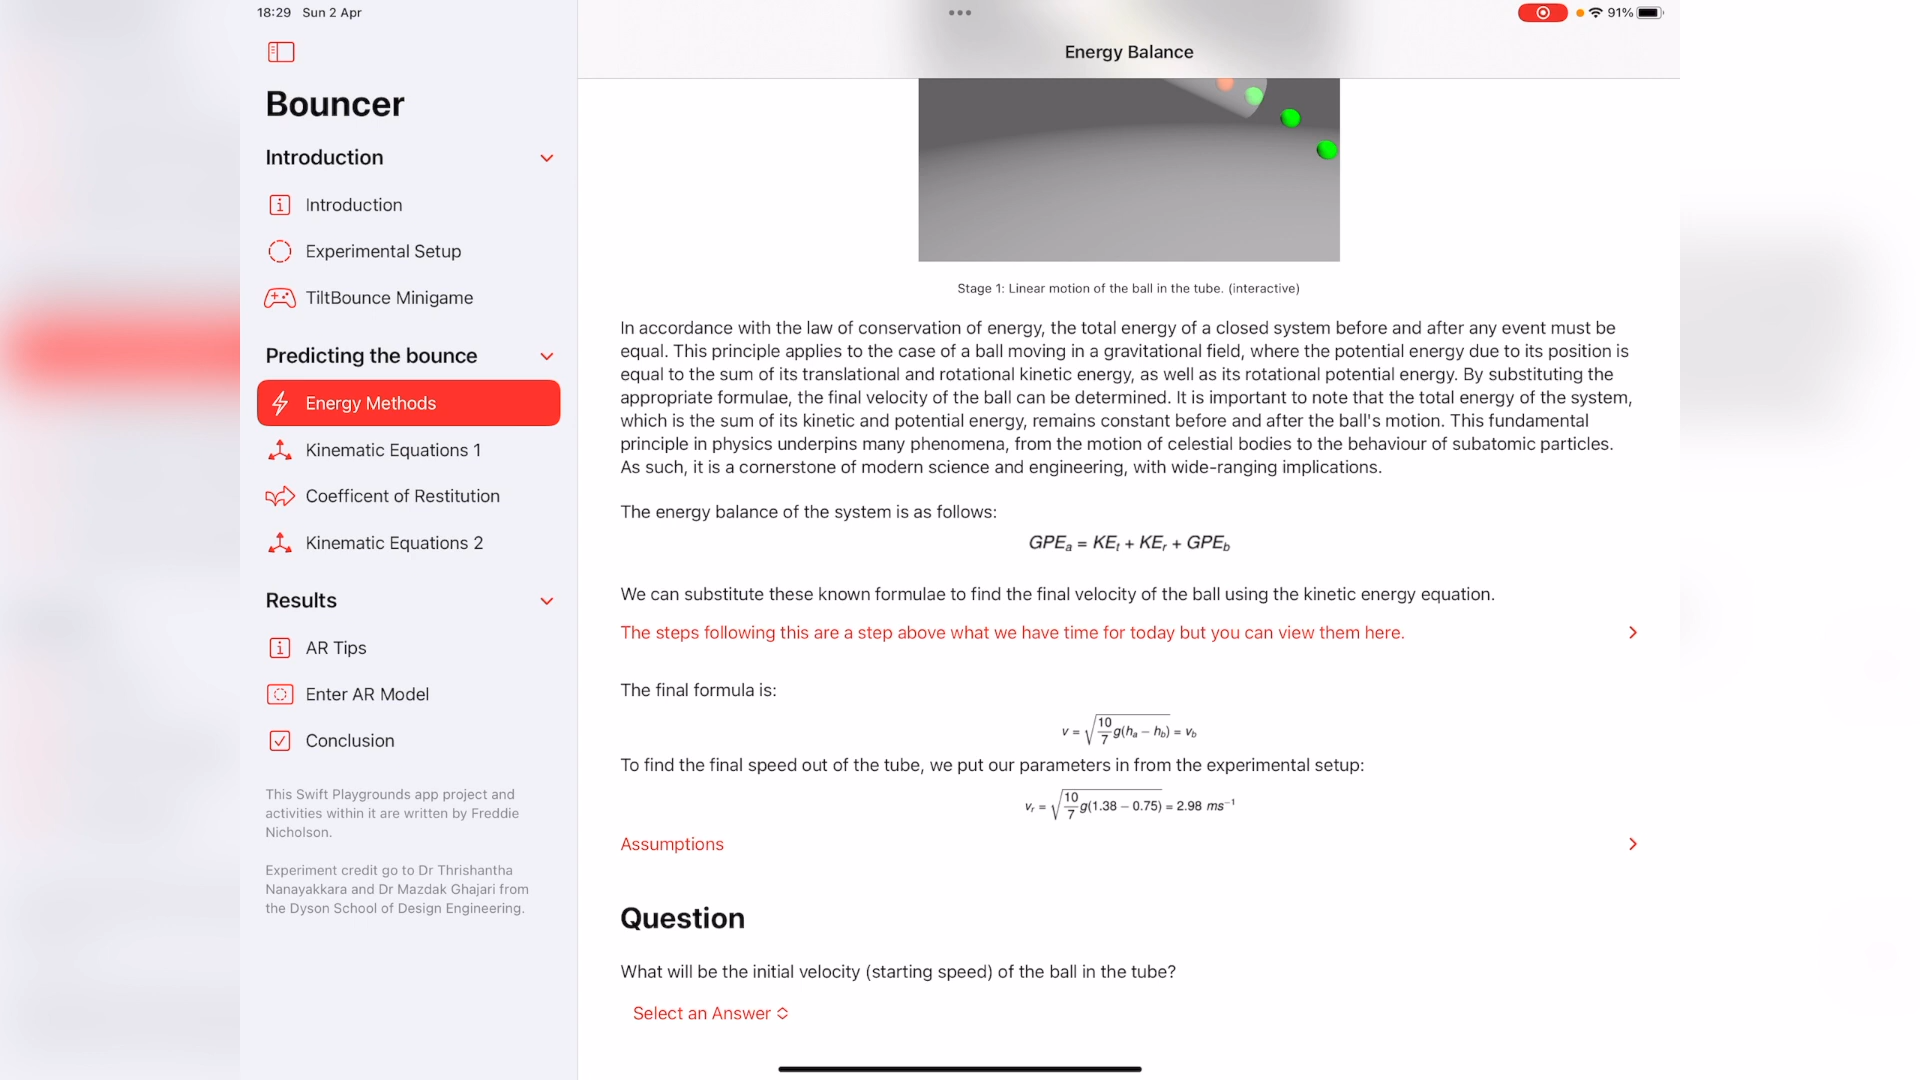 18:29 Sun 2 Apr
91%
Energy Balance
Bouncer
Introduction
Introduction
Experimental Setup
TiltBounce Minigame
Predicting the bounce
Energy Methods
Kinematic Equations 1
Coefficent of Restitution
Kinematic Equations 2
Results
AR Tips
Enter AR Model
Conclusion
This Swift Playgrounds app project and
activities within it are written by Freddie
Nicholson.
Experiment credit go to Dr Thrishantha
Nanayakkara and Dr Mazdak Ghajari from
the Dyson School of Design Engineering.
Stage 1: Linear motion of the ball in the tube. (interactive)
In accordance with the law of conservation of energy, the total energy of a closed system before and after any event must be
equal. This principle applies to the case of a ball moving in a gravitational field, where the potential energy due to its position is
equal to the sum of its translational and rotational kinetic energy, as well as its rotational potential energy. By substituting the
appropriate formulae, the final velocity of the ball can be determined. It is important to note that the total energy of the system,
which is the sum of its kinetic and potential energy, remains constant before and after the ball's motion. This fundamental
principle in physics underpins many phenomena, from the motion of celestial bodies to the behaviour of subatomic particles.
As such, it is a cornerstone of modern science and engineering, with wide-ranging implications.
The energy balance of the system is as follows:
GPEₐ = KEₜ + KEᵣ + GPE_b
We can substitute these known formulae to find the final velocity of the ball using the kinetic energy equation.
The steps following this are a step above what we have time for today but you can view them here.
The final formula is:
v = √(10/7 g(hₐ − h_b)) = v_b
To find the final speed out of the tube, we put our parameters in from the experimental setup:
vᵣ = √(10/7 g(1.38 − 0.75)) = 2.98 ms⁻¹
Assumptions
Question
What will be the initial velocity (starting speed) of the ball in the tube?
Select an Answer